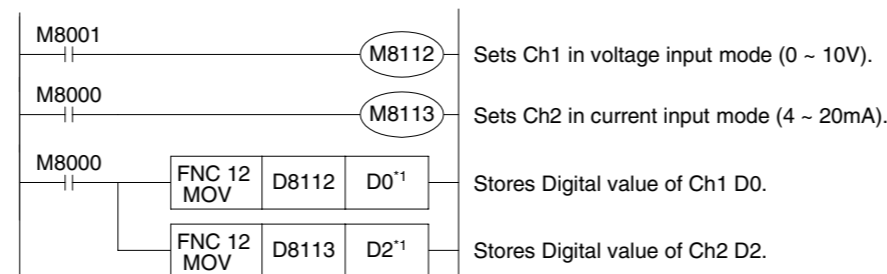 M8001
M8112 Sets Ch1 in voltage input mode (0 ~ 10V).
M8000
M8113 Sets Ch2 in current input mode (4 ~ 20mA).
M8000
FNC 12 MOV D8112 D0*1 Stores Digital value of Ch1 D0.
FNC 12 MOV D8113 D2*1 Stores Digital value of Ch2 D2.